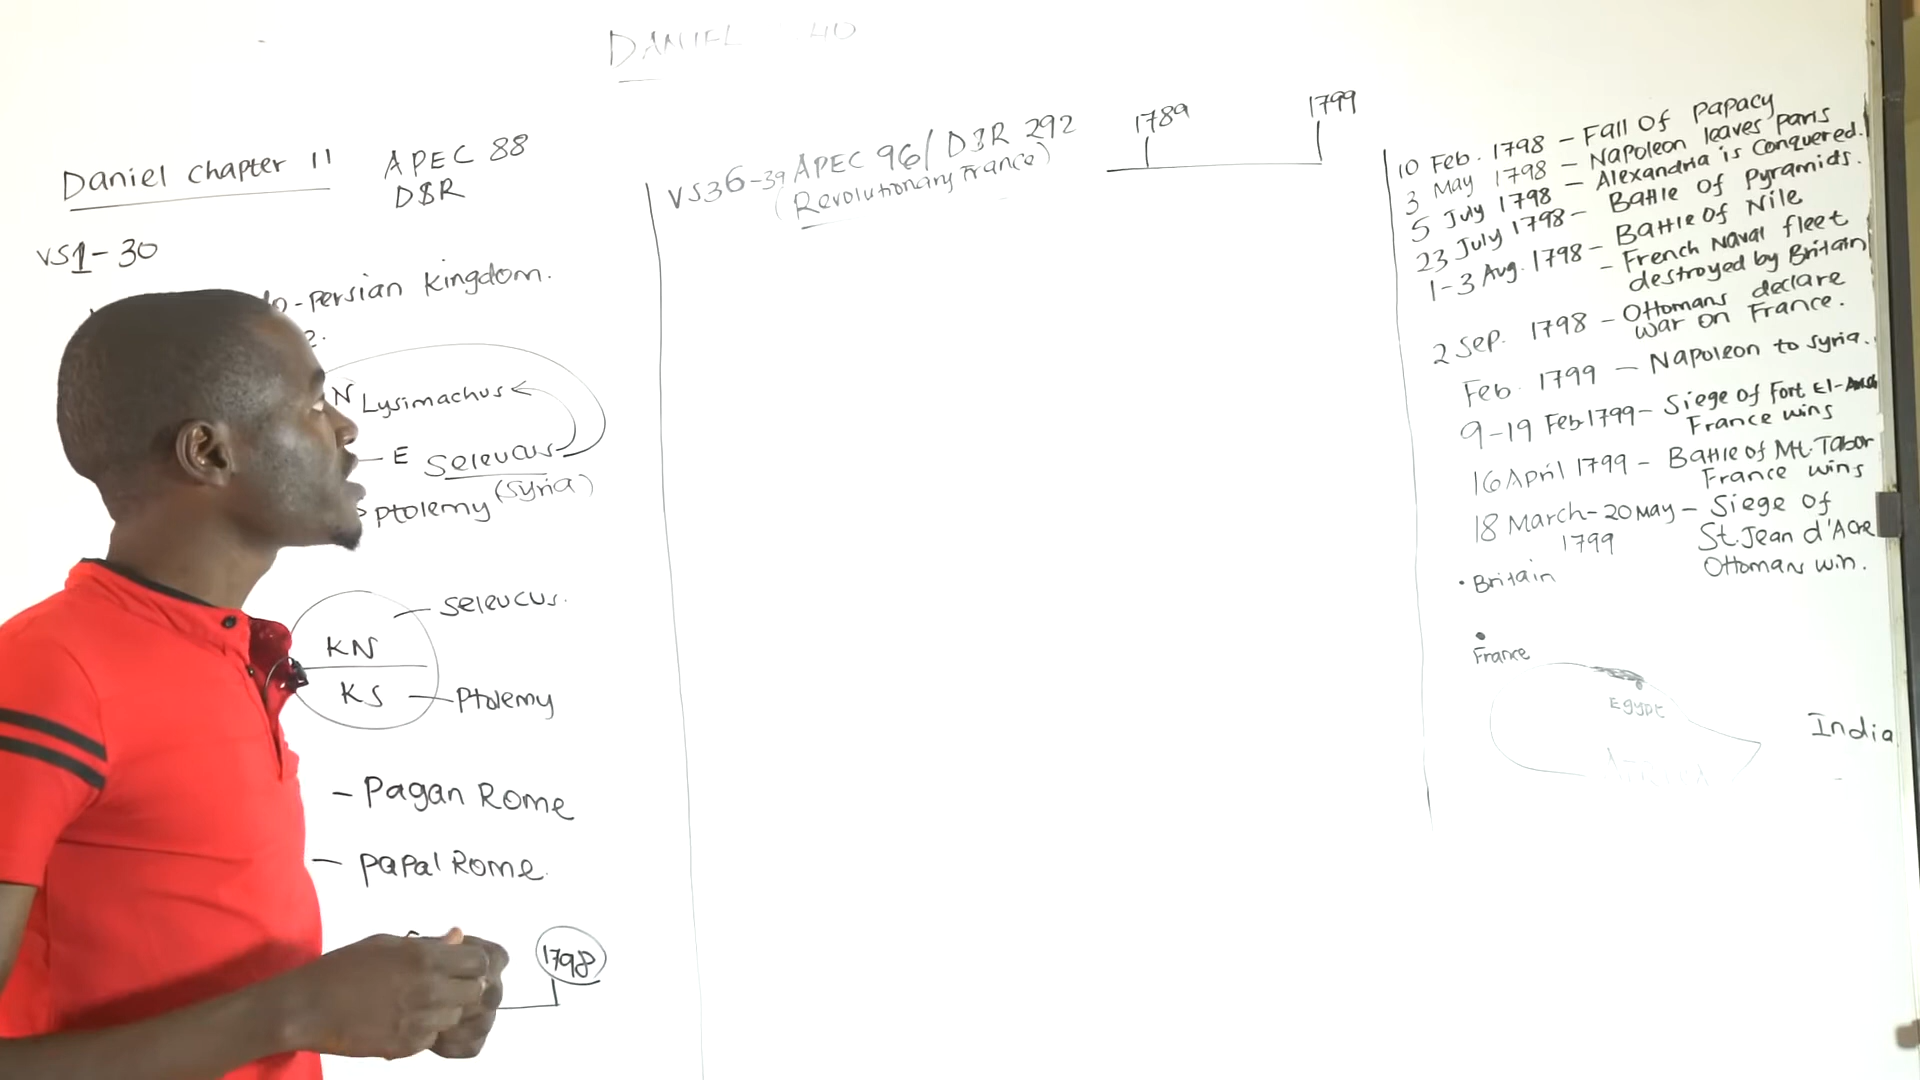 DANIEL 40
Daniel chapter 11
APEC 88
D&R
VS1-30
-persian kingdom.
N Lysimachus
E Seleucus
(Syria)
Ptolemy
Seleucus.
KN
KS
Ptolemy
- Pagan Rome
- Papal Rome.
1798
VS36-39 APEC 96/ D&R 292
(Revolutionary France)
1789
1799
10 Feb. 1798 - Fall Of Papacy
3 May 1798 - Napoleon leaves Paris
5 July 1798 - Alexandria is Conquered.
23 July 1798 - Battle Of Pyramids.
1-3 Aug. 1798 - Battle Of Nile
- French Naval fleet
destroyed by Britain
2 Sep. 1798 - Ottomans declare
war on France.
Feb. 1799 - Napoleon to Syria.
9-19 Feb 1799 - Siege of Fort El-
France wins
16 April 1799 - Battle of Mt. Tabor
France wins
18 March - 20 May - Siege Of
1799 St. Jean d'Acre
Ottomans win.
• Britain
France
Egypt
India